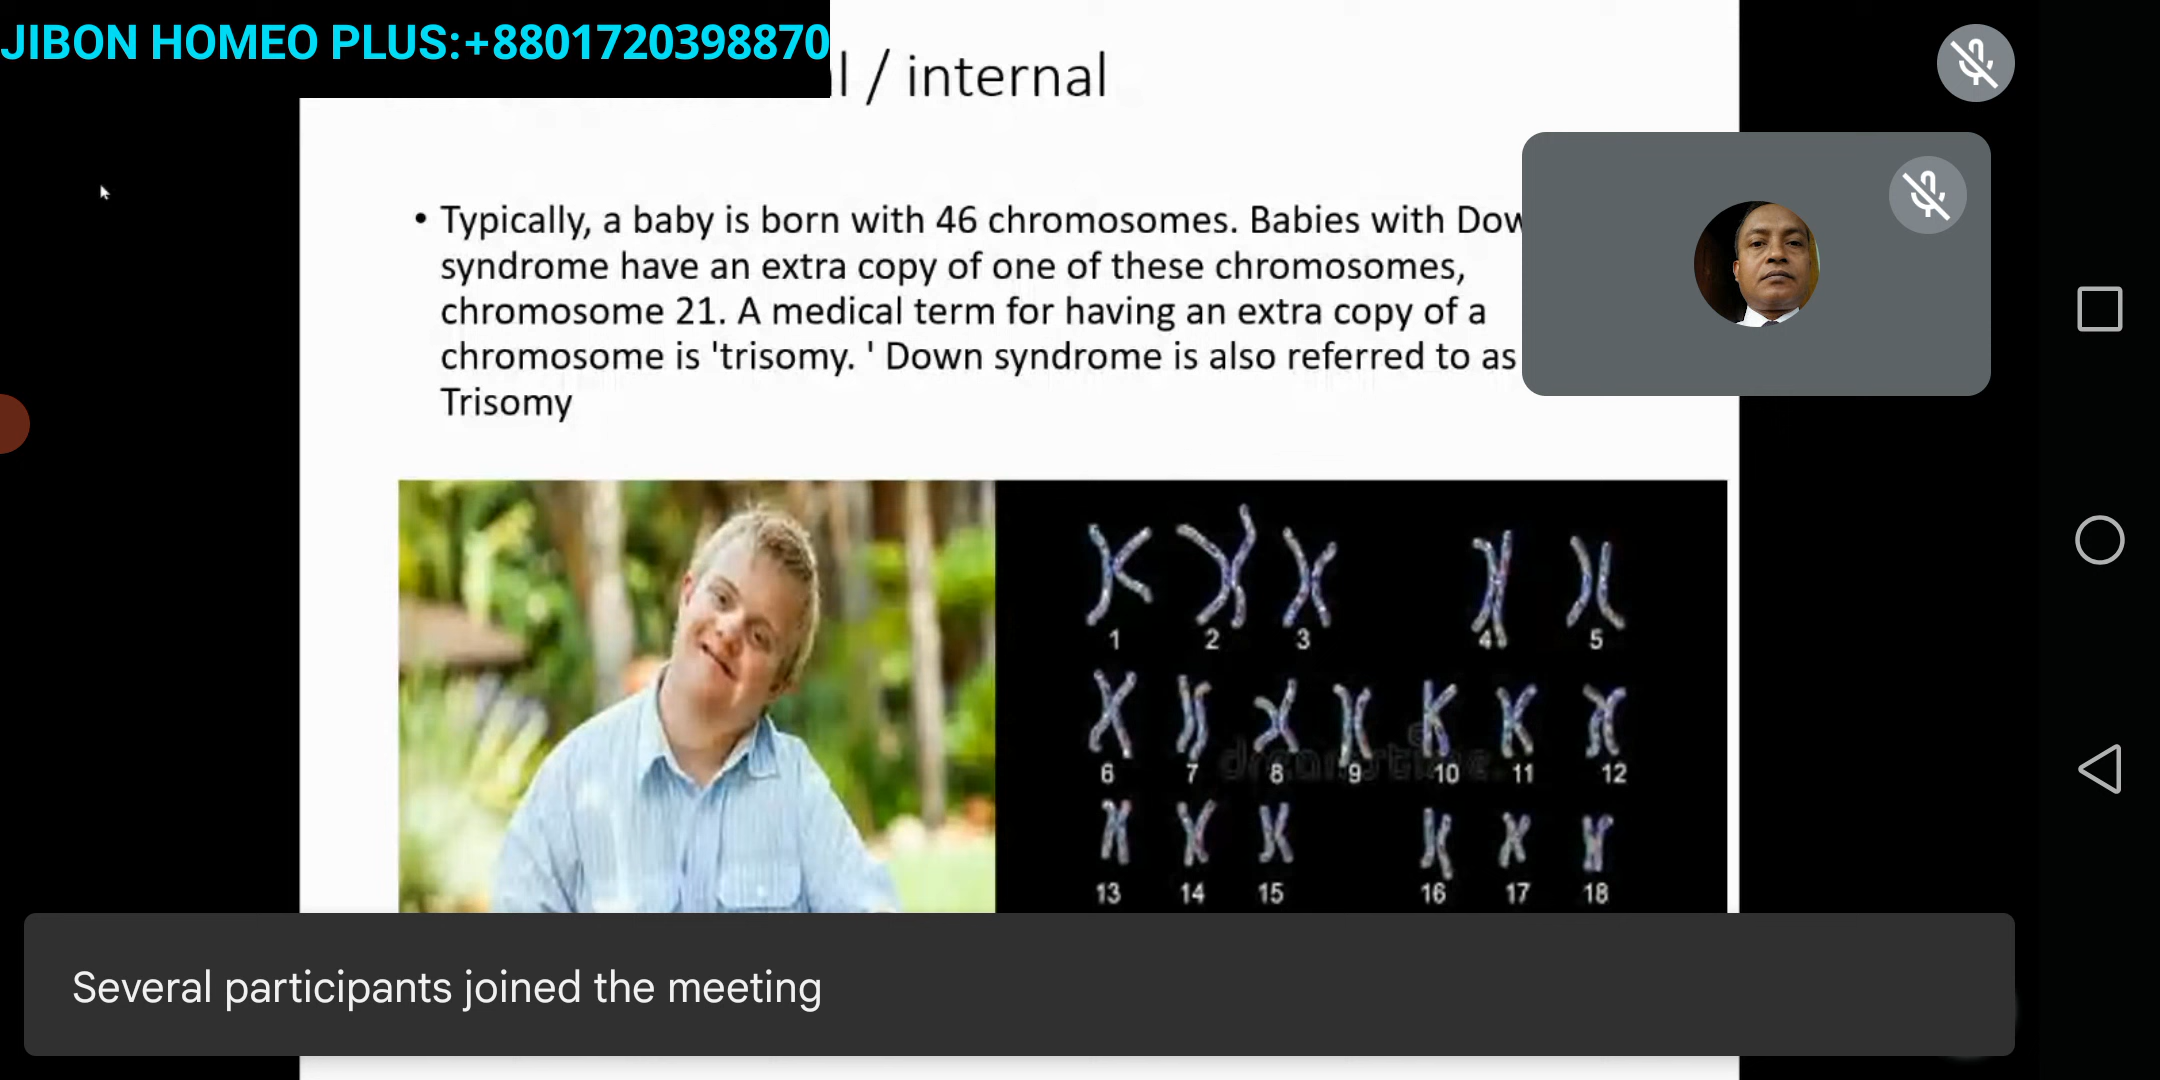 JIBON HOMEO PLUS:+8801720398870
l / internal
• Typically, a baby is born with 46 chromosomes. Babies with Dow
syndrome have an extra copy of one of these chromosomes,
chromosome 21. A medical term for having an extra copy of a
chromosome is 'trisomy. ' Down syndrome is also referred to as
Trisomy
1 2 3 4 5
6 7 8 9 10 11 12
13 14 15 16 17 18
Several participants joined the meeting